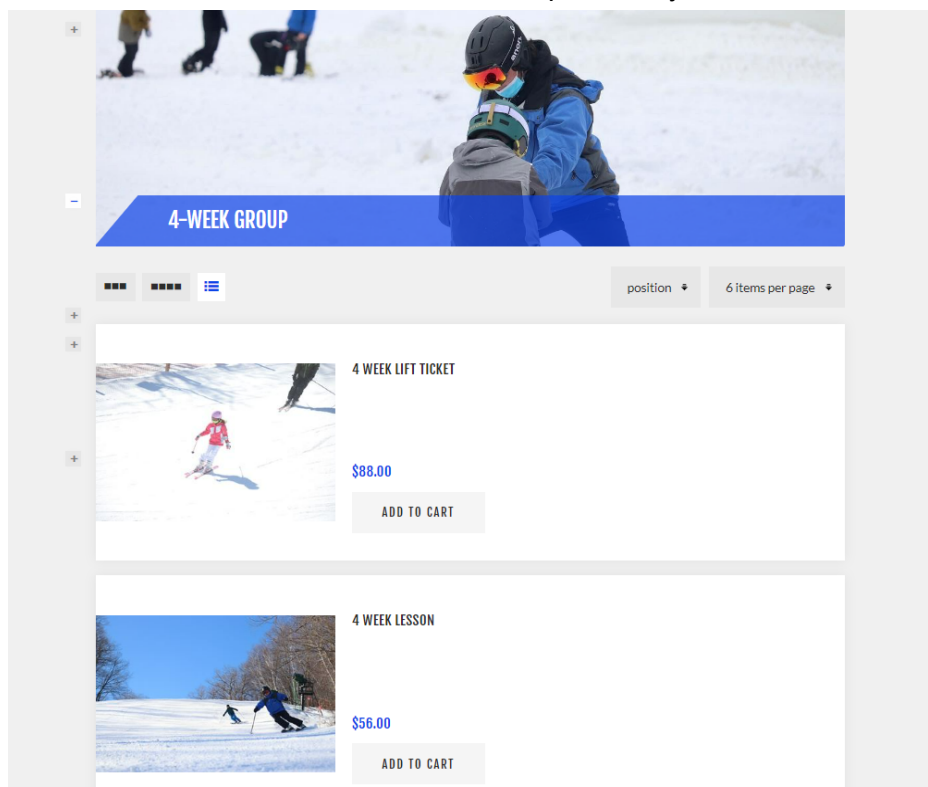 4-WEEK GROUP
position
6 items per page
4 WEEK LIFT TICKET
$88.00
ADD TO CART
4 WEEK LESSON
$56.00
ADD TO CART